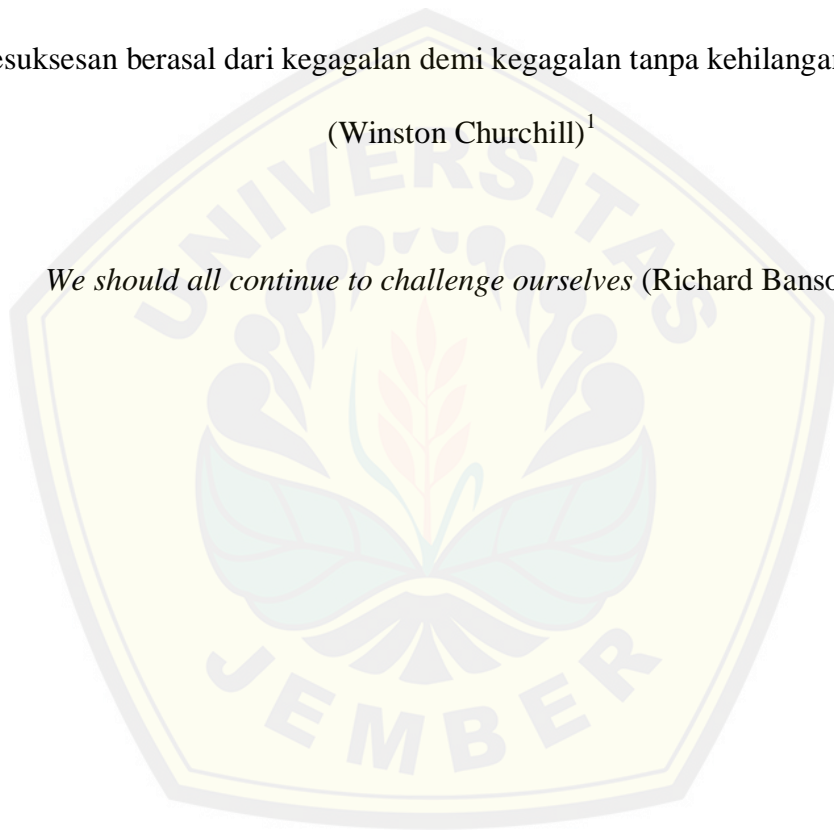 esuksesan berasal dari kegagalan demi kegagalan tanpa kehilangan
(Winston Churchill)¹
We should all continue to challenge ourselves (Richard Banso
UNIVERSITAS
JEMBER